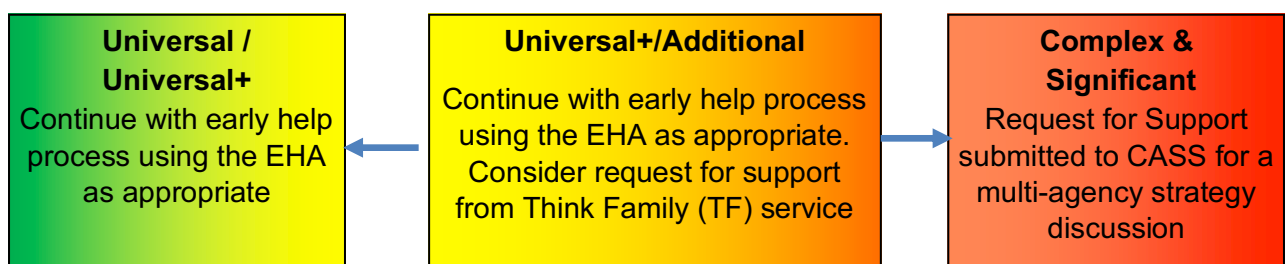 Universal /
Universal+
Continue with early help
process using the EHA
as appropriate
Universal+/Additional
Continue with early help process
using the EHA as appropriate.
Consider request for support
from Think Family (TF) service
Complex &
Significant
Request for Support
submitted to CASS for a
multi-agency strategy
discussion